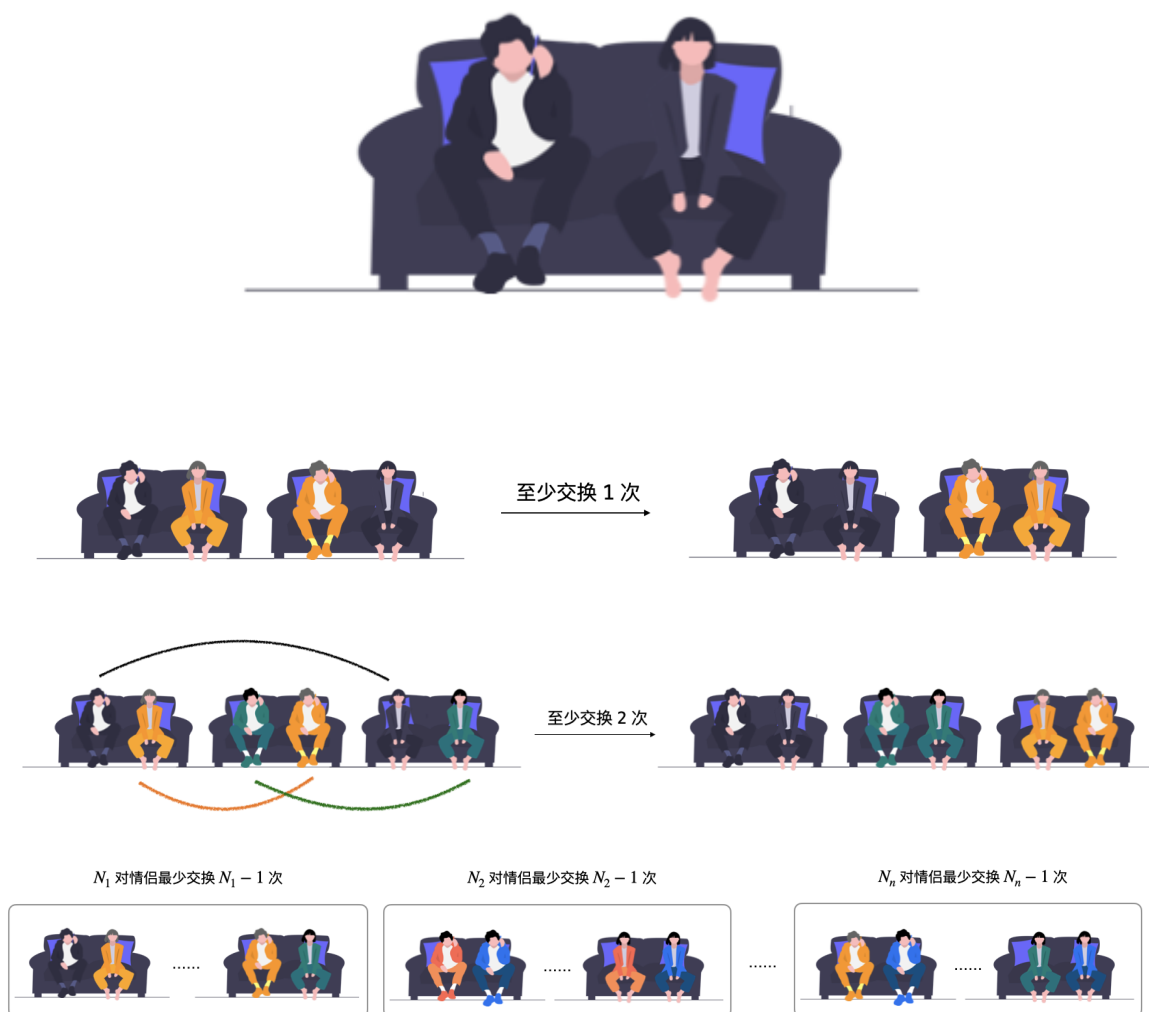 至少交换 1 次
至少交换 2 次
N₁ 对情侣最少交换 N₁ − 1 次
N₂ 对情侣最少交换 N₂ − 1 次
Nₙ 对情侣最少交换 Nₙ − 1 次
......
......
......
......